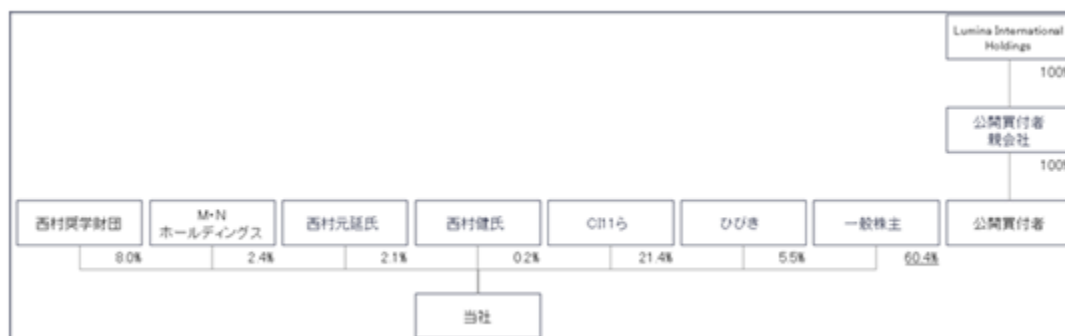 Lumina International
Holdings
100%
公開買付者
親会社
100%
西村奨学財団
M・N
ホールディングス
西村元延氏
西村健氏
CI11ら
ひびき
一般株主
公開買付者
8.0%
2.4%
2.1%
0.2%
21.4%
5.5%
60.4%
当社